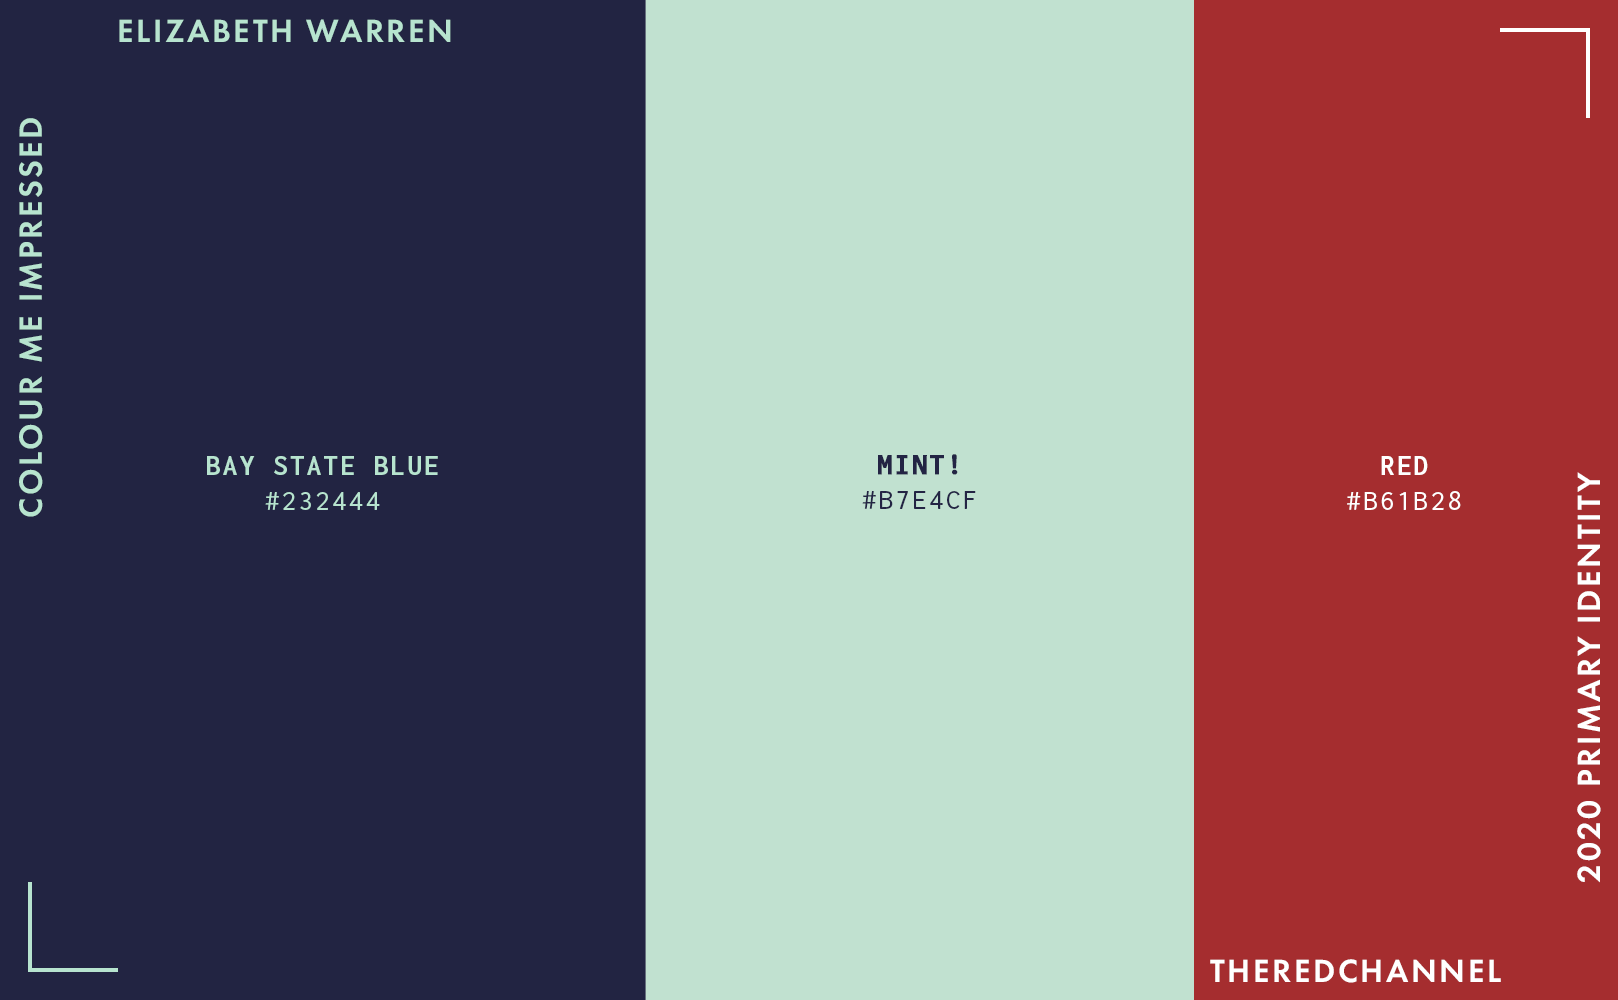 ELIZABETH WARREN
COLOUR ME IMPRESSED
BAY STATE BLUE
#232444
MINT!
#B7E4CF
RED
#B61B28
2020 PRIMARY IDENTITY
THEREDCHANNEL